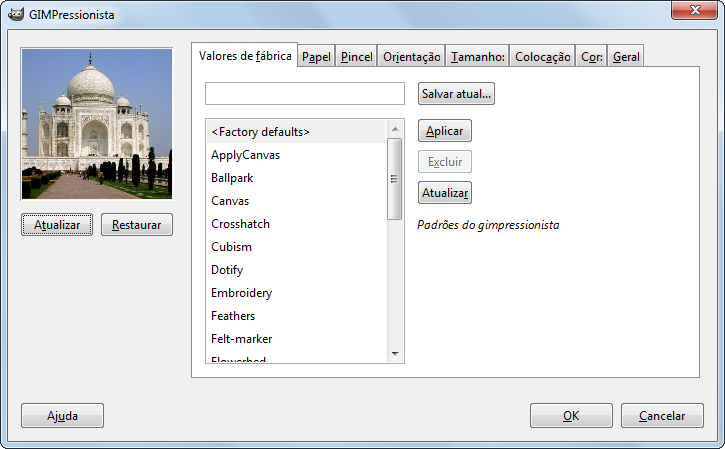 GIMPressionista
Valores de fábrica Papel Pincel Orientação Tamanho: Colocação Cor: Geral
Salvar atual...
<Factory defaults>
Aplicar
ApplyCanvas
Excluir
Ballpark
Canvas
Atualizar
Crosshatch
Padrões do gimpressionista
Atualizar Restaurar
Cubism
Dotify
Embroidery
Feathers
Felt-marker
Flowerbed
Ajuda OK Cancelar